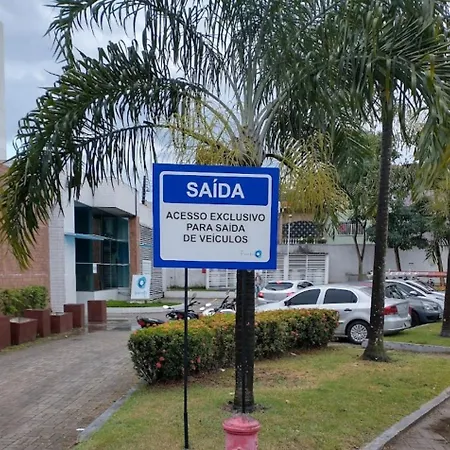 SAÍDA
ACESSO EXCLUSIVO
PARA SAÍDA
DE VEÍCULOS